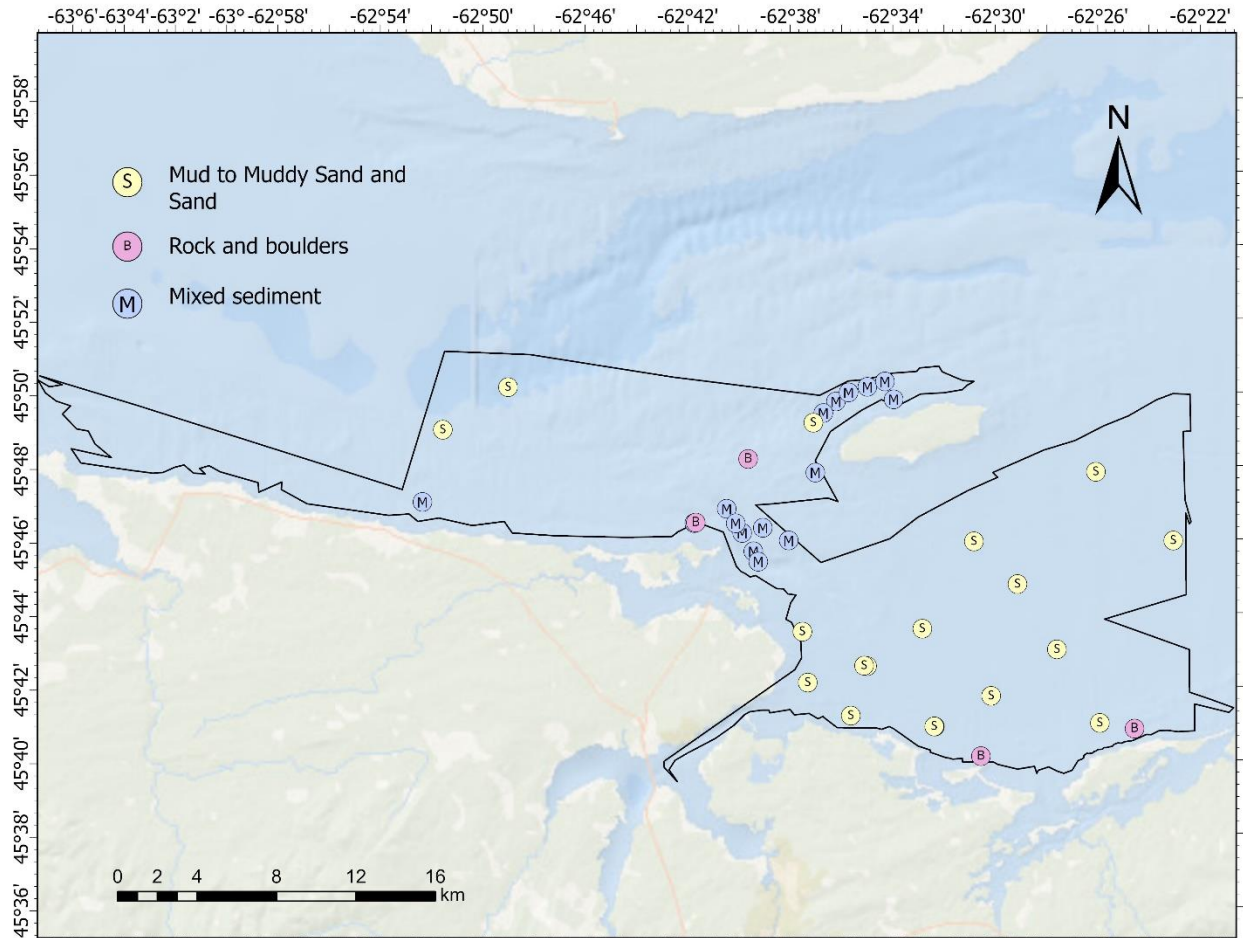 -63°6' -63°4' -63°2' -63° -62°58' -62°54' -62°50' -62°46' -62°42' -62°38' -62°34' -62°30' -62°25' -62°22'
45°58'
N
45°56'
S Mud to Muddy Sand and
Sand
45°54'
B Rock and boulders
M Mixed sediment
45°52'
45°50'
S
M M M M M M M
S S
B
45°48'
M S
M
M M M M
B
45°46'
M M S S
M M
S
45°44'
S S
S
45°42'
S S
S S
S S S B
B
45°40'
45°38'
0 2 4 8 12 16
km
45°36'